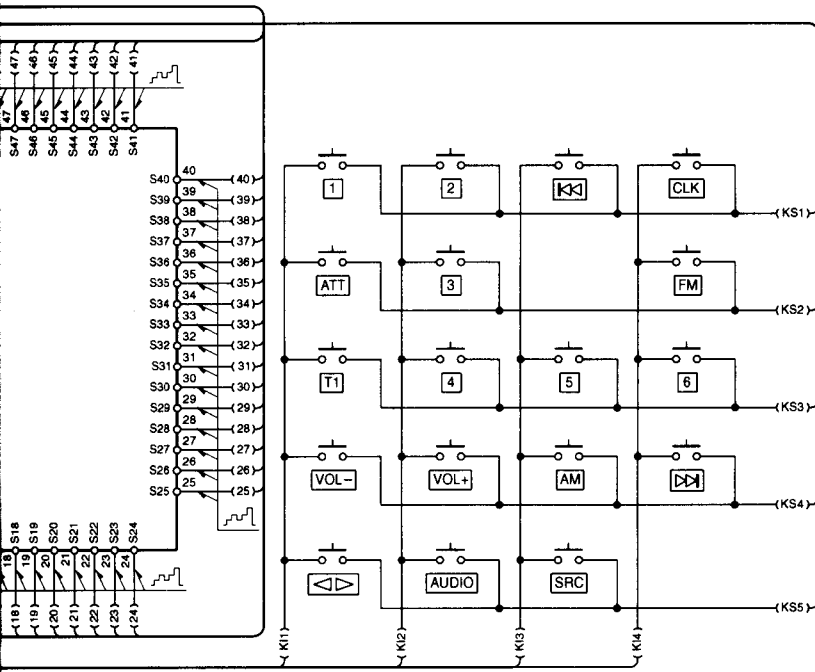 47 46 45 44 43 42 41
47 46 45 44 43 42 41
S47 S46 S45 S44 S43 S42 S41
S40 40 40
S39 39 39
S38 38 38
S37 37 37
S36 36 36
S35 35 35
S34 34 34
S33 33 33
S32 32 32
S31 31 31
S30 30 30
S29 29 29
S28 28 28
S27 27 27
S26 26 26
S25 25 25
S18 S19 S20 S21 S22 S23 S24
18 19 20 21 22 23 24
18 19 20 21 22 23 24
1 2 CLK
KS1
ATT 3 FM
KS2
T1 4 5 6
KS3
VOL- VOL+ AM
KS4
AUDIO SRC
KS5
KI1 KI2 KI3 KI4